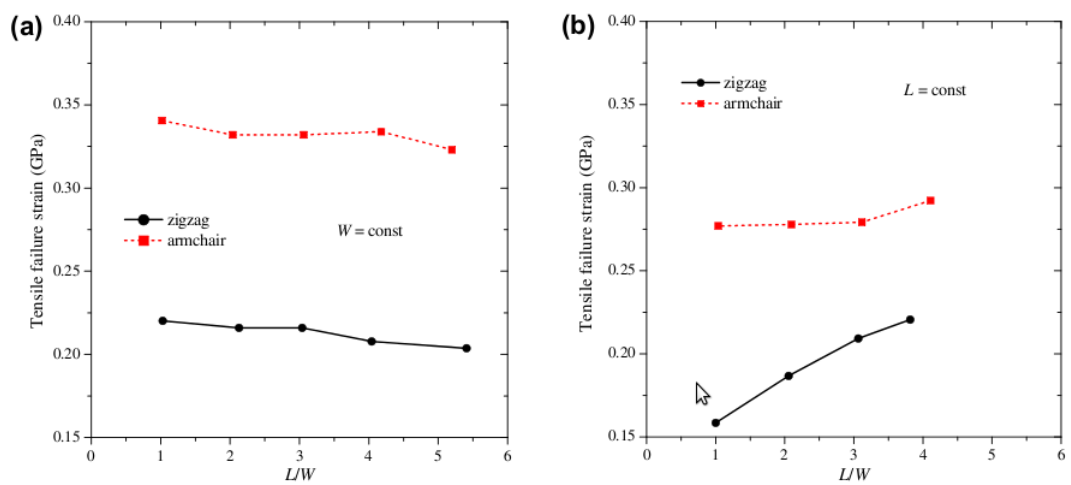 (a)
0.40
0.35
0.30
0.25
0.20
0.15
Tensile failure strain (GPa)
zigzag
armchair
W = const
0 1 2 3 4 5 6
L/W
(b)
0.40
0.35
0.30
0.25
0.20
0.15
Tensile failure strain (GPa)
zigzag
armchair
L = const
0 1 2 3 4 5 6
L/W